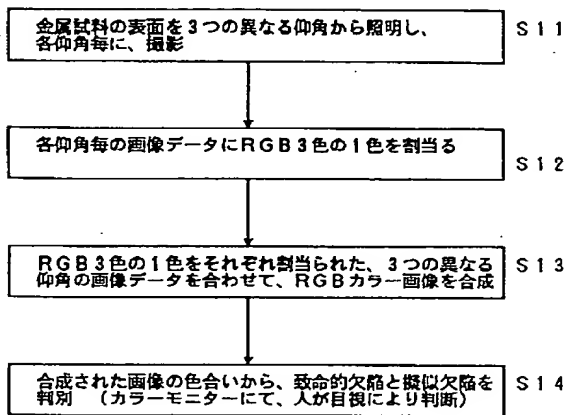 金属試料の表面を３つの異なる仰角から照明し、
各仰角毎に、撮影
Ｓ１１
各仰角毎の画像データにＲＧＢ３色の１色を割当る
Ｓ１２
ＲＧＢ３色の１色をそれぞれ割当られた、３つの異なる
仰角の画像データを合わせて、ＲＧＢカラー画像を合成
Ｓ１３
合成された画像の色合いから、致命的欠陥と擬似欠陥を
判別　（カラーモニターにて、人が目視により判断）
Ｓ１４